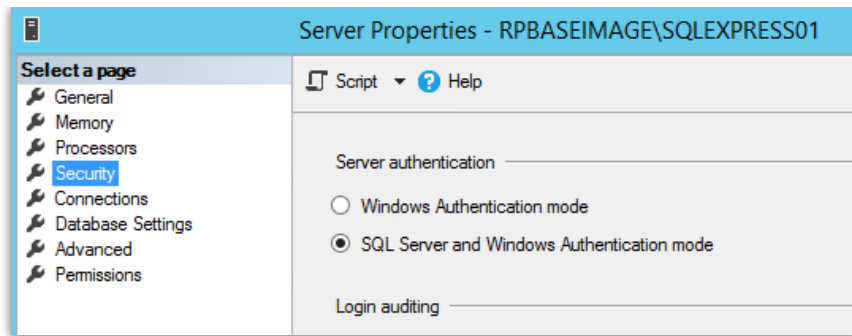 Server Properties - RPBASEIMAGE\SQLEXPRESS01
Select a page
General
Memory
Processors
Security
Connections
Database Settings
Advanced
Permissions
Script
Help
Server authentication
Windows Authentication mode
SQL Server and Windows Authentication mode
Login auditing